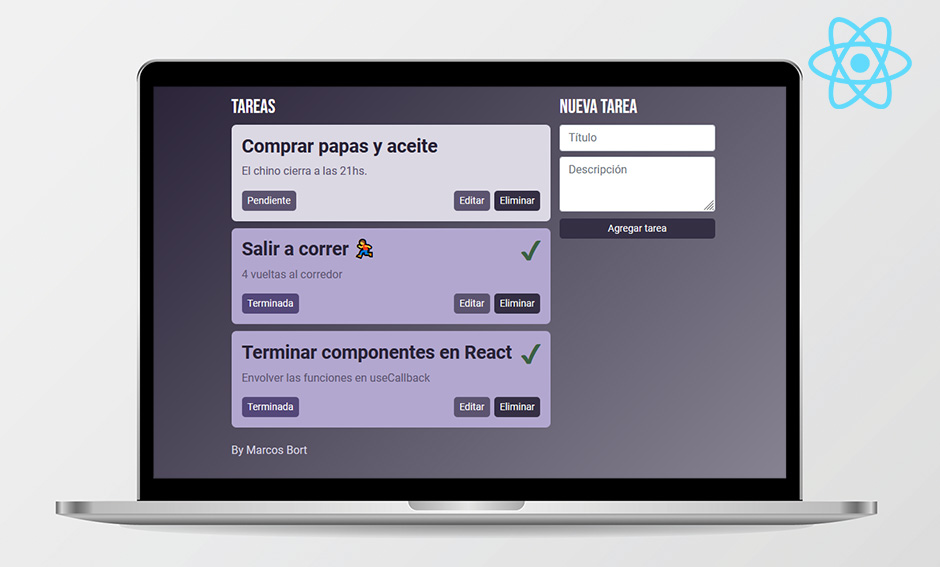 TAREAS
Comprar papas y aceite
El chino cierra a las 21hs.
Pendiente
Editar
Eliminar
Salir a correr 🏃
4 vueltas al corredor
Terminada
Editar
Eliminar
Terminar componentes en React
Envolver las funciones en useCallback
Terminada
Editar
Eliminar
By Marcos Bort
NUEVA TAREA
Título
Descripción
Agregar tarea